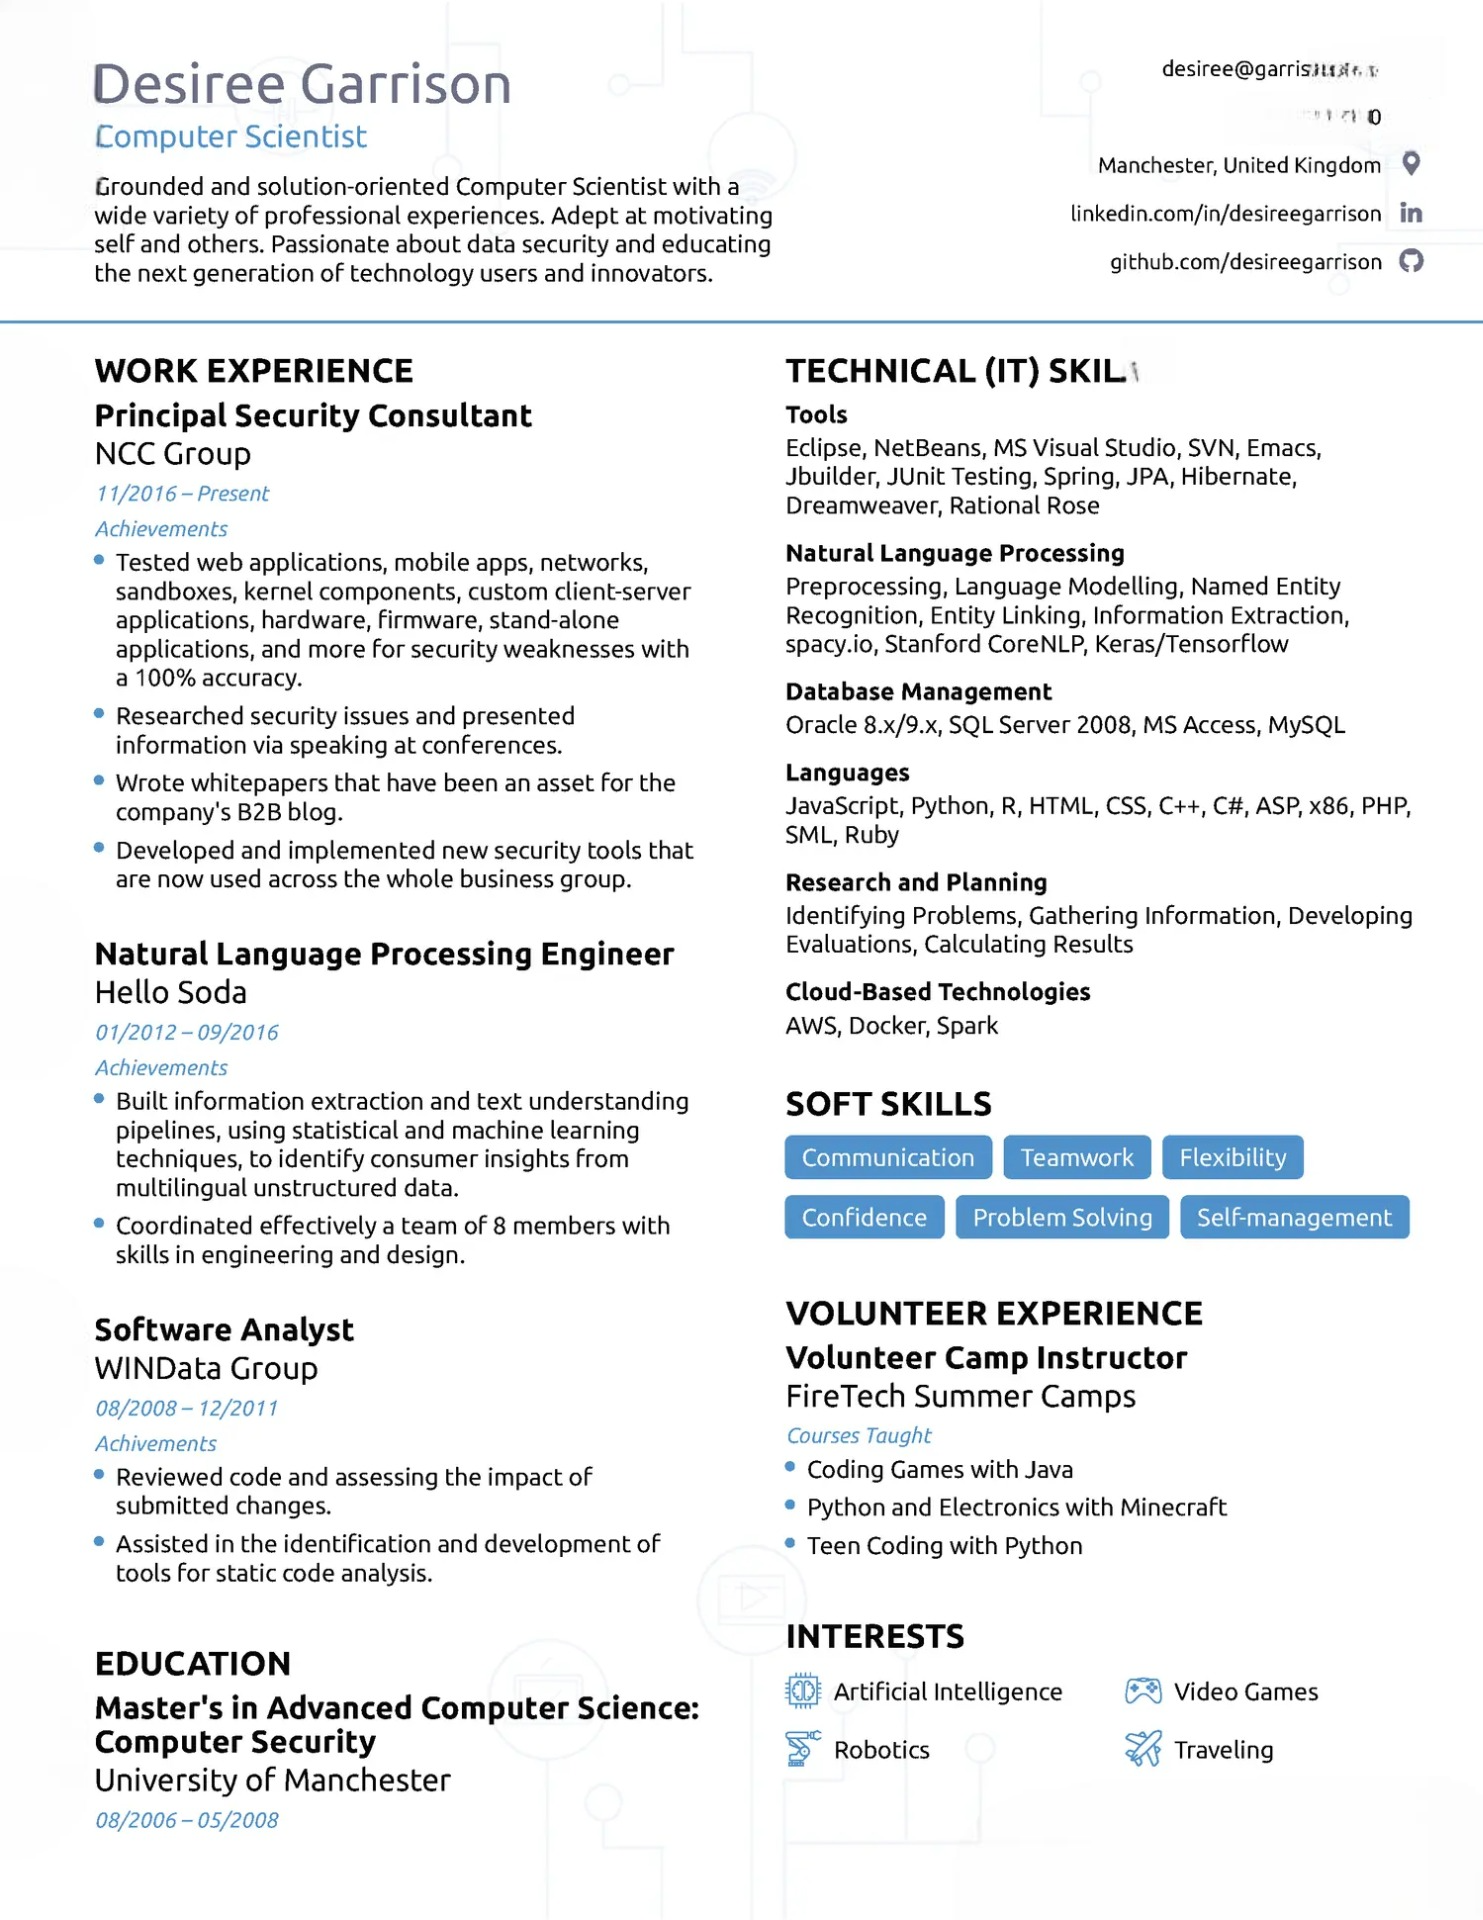 Desiree Garrison
Computer Scientist
Grounded and solution-oriented Computer Scientist with a
wide variety of professional experiences. Adept at motivating
self and others. Passionate about data security and educating
the next generation of technology users and innovators.
Manchester, United Kingdom
linkedin.com/in/desireegarrison
github.com/desireegarrison
WORK EXPERIENCE
Principal Security Consultant
NCC Group
11/2016 – Present
Achievements
Tested web applications, mobile apps, networks,
sandboxes, kernel components, custom client-server
applications, hardware, firmware, stand-alone
applications, and more for security weaknesses with
a 100% accuracy.
Researched security issues and presented
information via speaking at conferences.
Wrote whitepapers that have been an asset for the
company's B2B blog.
Developed and implemented new security tools that
are now used across the whole business group.
Natural Language Processing Engineer
Hello Soda
01/2012 – 09/2016
Achievements
Built information extraction and text understanding
pipelines, using statistical and machine learning
techniques, to identify consumer insights from
multilingual unstructured data.
Coordinated effectively a team of 8 members with
skills in engineering and design.
Software Analyst
WINData Group
08/2008 – 12/2011
Achivements
Reviewed code and assessing the impact of
submitted changes.
Assisted in the identification and development of
tools for static code analysis.
EDUCATION
Master's in Advanced Computer Science:
Computer Security
University of Manchester
08/2006 – 05/2008
TECHNICAL (IT)
Tools
Eclipse, NetBeans, MS Visual Studio, SVN, Emacs,
Jbuilder, JUnit Testing, Spring, JPA, Hibernate,
Dreamweaver, Rational Rose
Natural Language Processing
Preprocessing, Language Modelling, Named Entity
Recognition, Entity Linking, Information Extraction,
spacy.io, Stanford CoreNLP, Keras/Tensorflow
Database Management
Oracle 8.x/9.x, SQL Server 2008, MS Access, MySQL
Languages
JavaScript, Python, R, HTML, CSS, C++, C#, ASP, x86, PHP,
SML, Ruby
Research and Planning
Identifying Problems, Gathering Information, Developing
Evaluations, Calculating Results
Cloud-Based Technologies
AWS, Docker, Spark
SOFT SKILLS
Communication Teamwork Flexibility
Confidence Problem Solving Self-management
VOLUNTEER EXPERIENCE
Volunteer Camp Instructor
FireTech Summer Camps
Courses Taught
Coding Games with Java
Python and Electronics with Minecraft
Teen Coding with Python
INTERESTS
Artificial Intelligence Video Games
Robotics Traveling